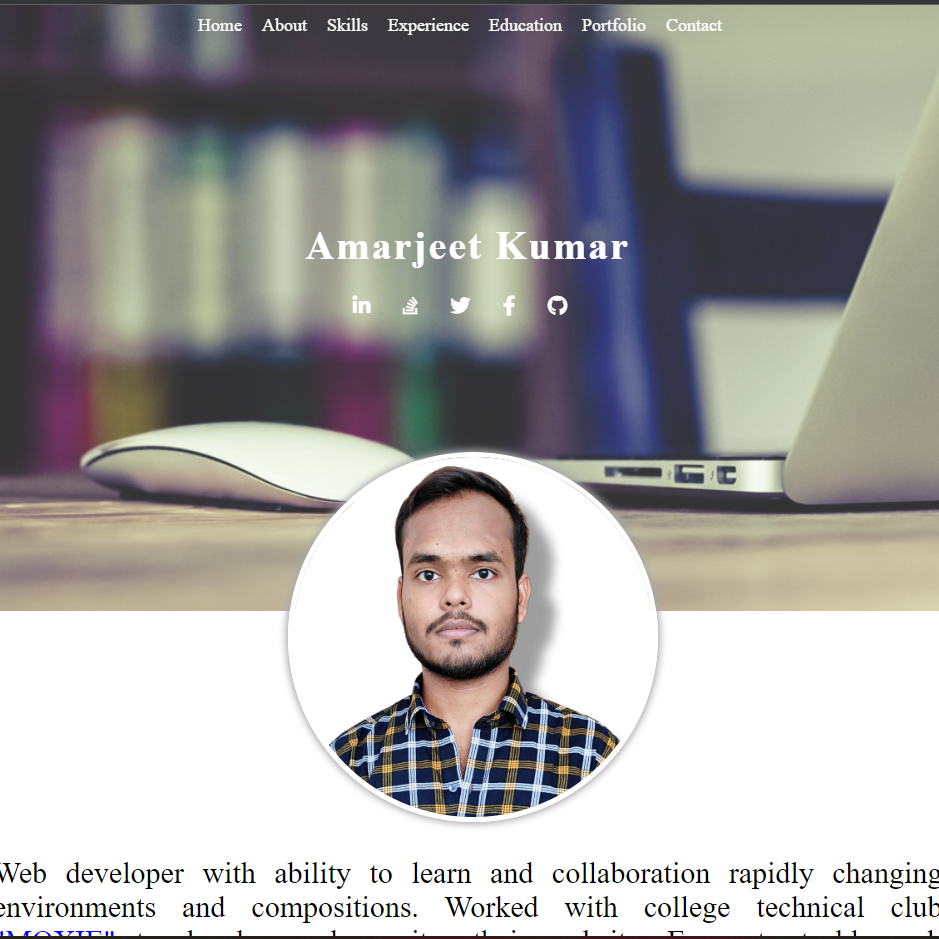 Home About Skills Experience Education Portfolio Contact
Amarjeet Kumar
Web developer with ability to learn and collaboration rapidly changing
environments and compositions. Worked with college technical club
"MOXIE"